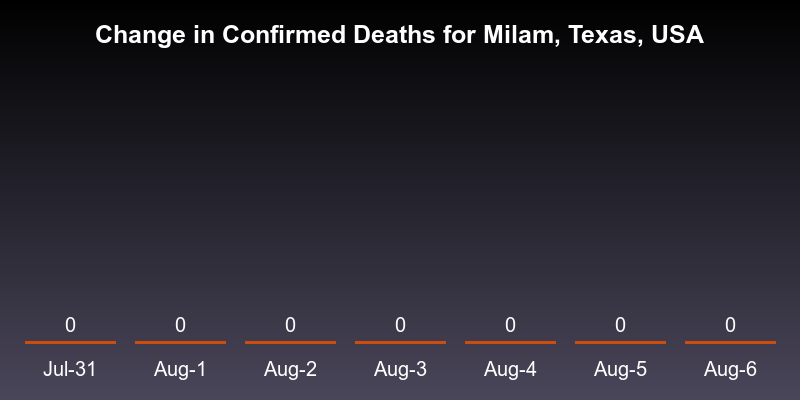 Change in Confirmed Deaths for Milam, Texas, USA
0 0 0 0 0 0 0
Jul-31 Aug-1 Aug-2 Aug-3 Aug-4 Aug-5 Aug-6